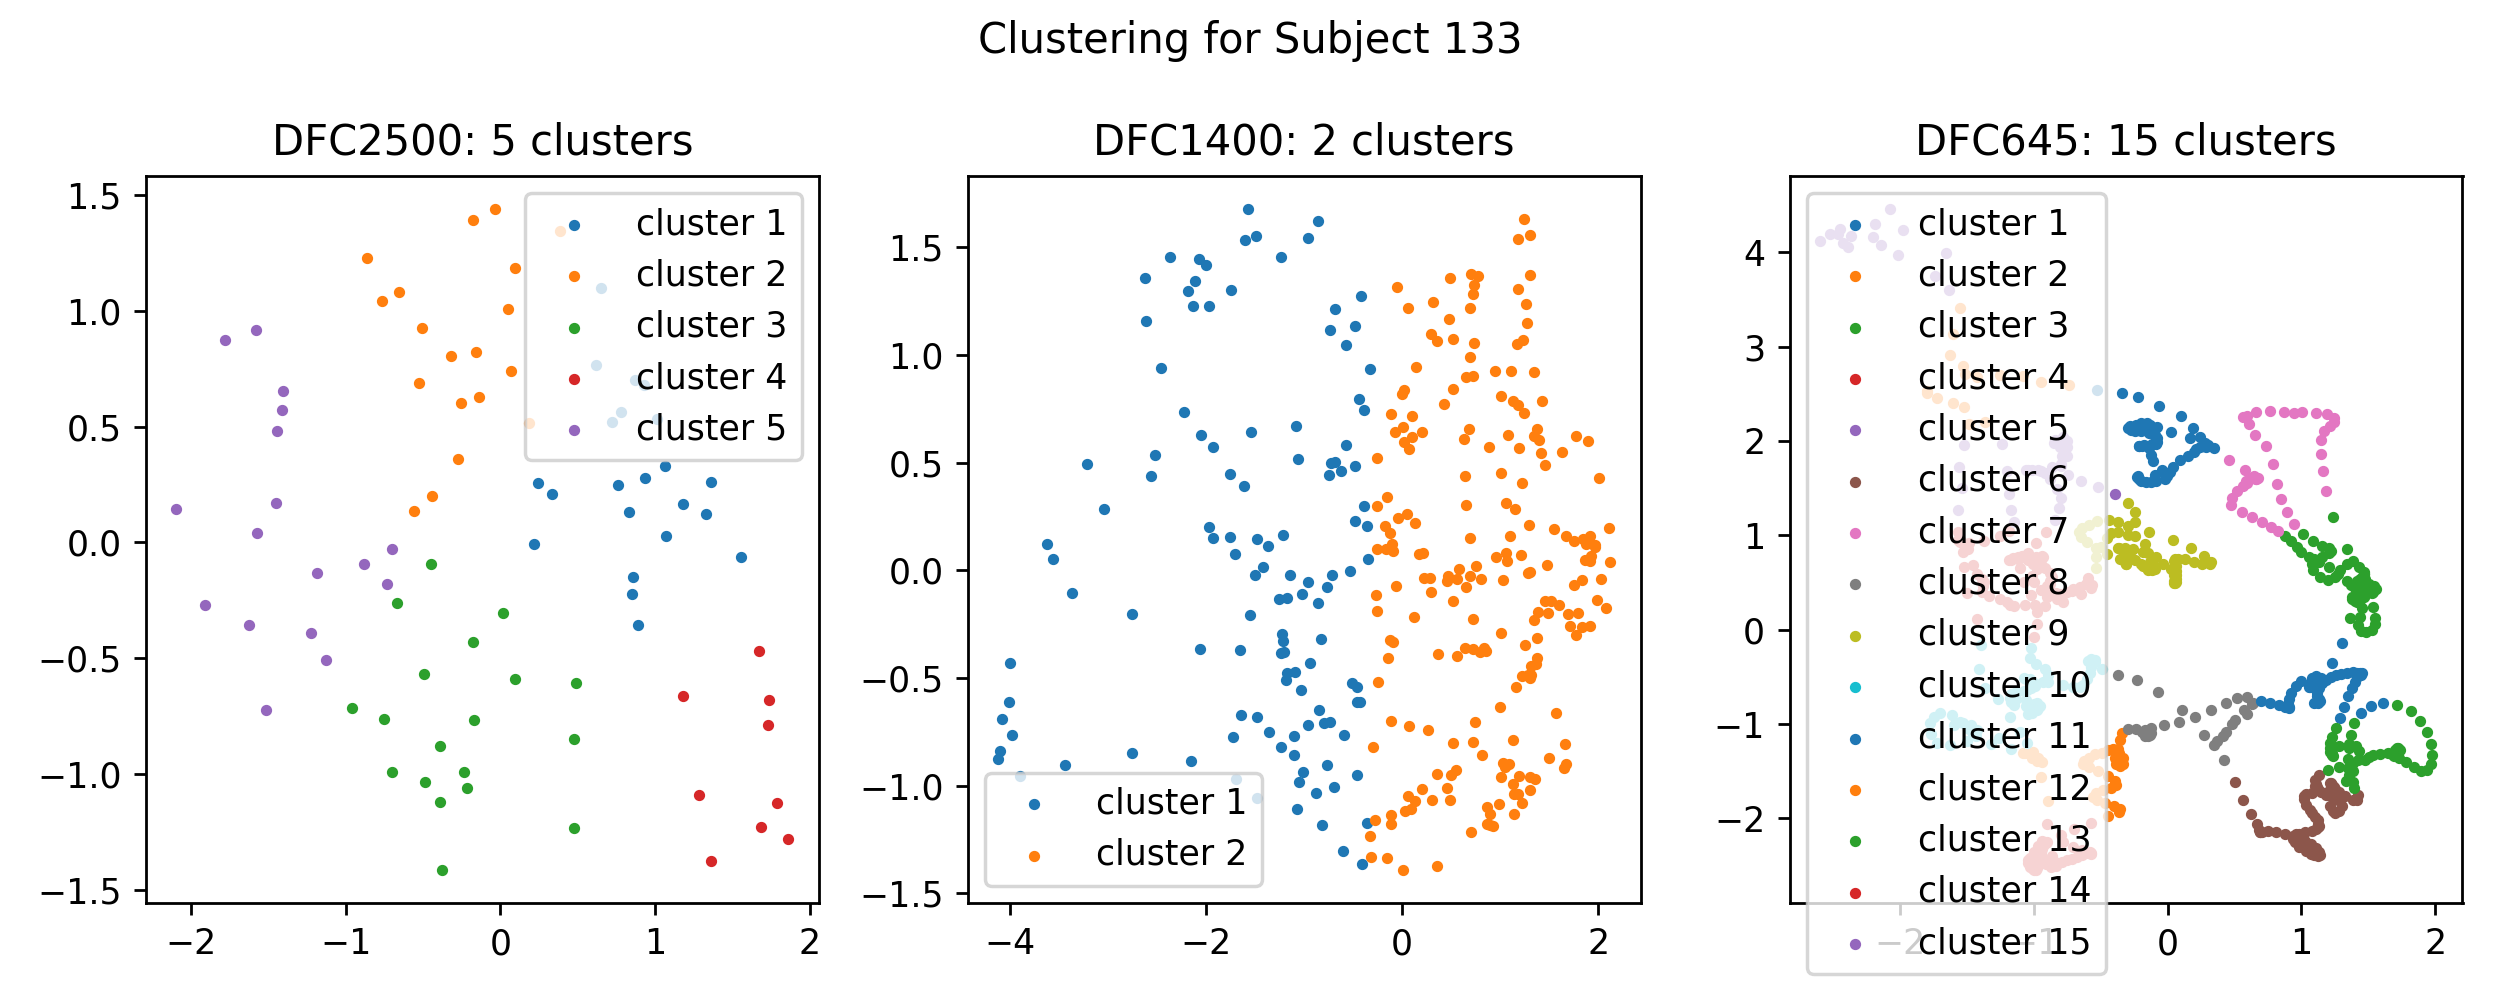 Clustering for Subject 133
DFC2500: 5 clusters
1.5
1.0
0.5
0.0
−0.5
−1.0
−1.5
−2
−1
0
1
2
cluster 1
cluster 2
cluster 3
cluster 4
cluster 5
DFC1400: 2 clusters
1.5
1.0
0.5
0.0
−0.5
−1.0
−1.5
−4
−2
0
2
cluster 1
cluster 2
DFC645: 15 clusters
4
3
2
1
0
−1
−2
−2
−1
0
1
2
cluster 1
cluster 2
cluster 3
cluster 4
cluster 5
cluster 6
cluster 7
cluster 8
cluster 9
cluster 10
cluster 11
cluster 12
cluster 13
cluster 14
cluster 15